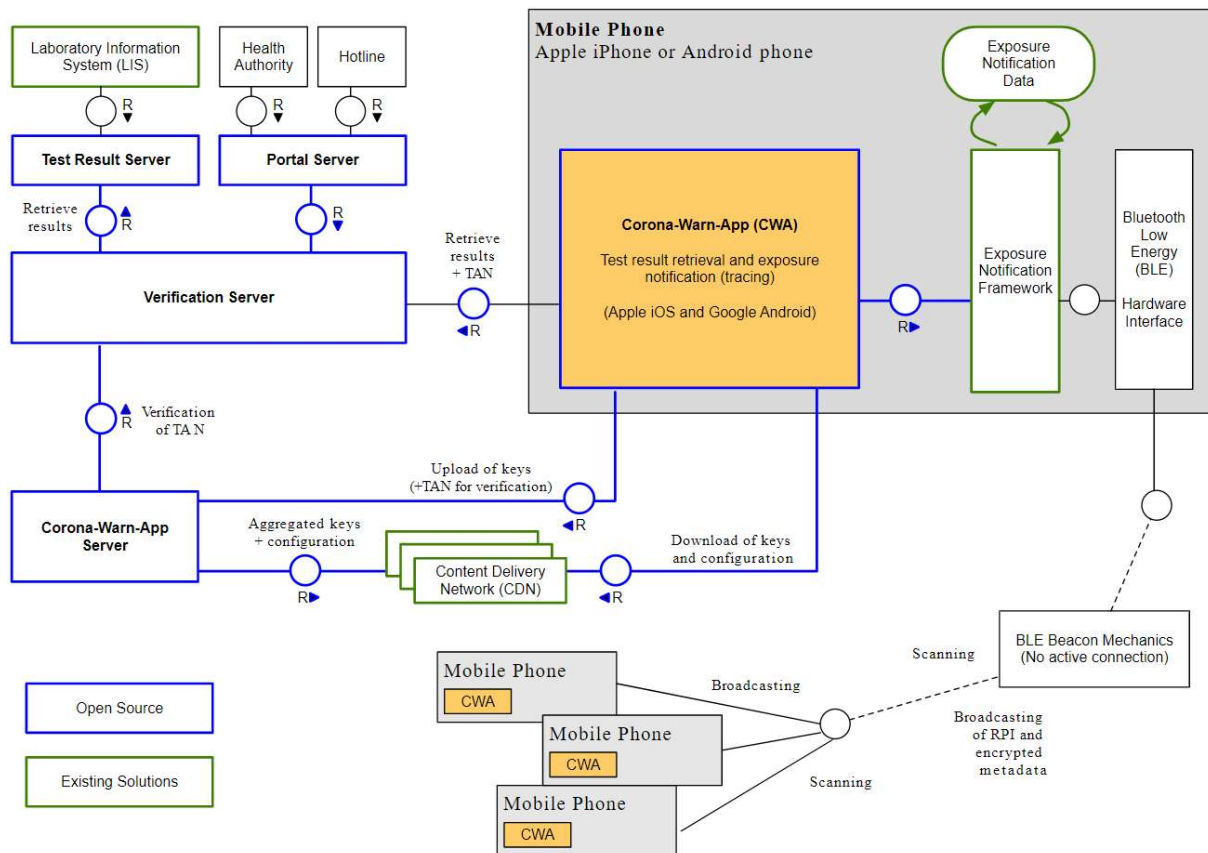 Mobile Phone
Apple iPhone or Android phone
Laboratory Information
System (LIS)
Health
Authority
Hotline
Exposure
Notification
Data
R
R
R
Test Result Server
Portal Server
Retrieve
results
R
R
Retrieve
results
+ TAN
R
Verification Server
Corona-Warn-App (CWA)
Test result retrieval and exposure
notification (tracing)
(Apple iOS and Google Android)
R
Exposure
Notification
Framework
Bluetooth
Low
Energy
(BLE)
Hardware
Interface
R
Verification
of TAN
Upload of keys
(+TAN for verification)
R
Corona-Warn-App
Server
Aggregated keys
+ configuration
R
Content Delivery
Network (CDN)
Download of keys
and configuration
R
BLE Beacon Mechanics
(No active connection)
Scanning
Broadcasting
of RPI and
encrypted
metadata
Mobile Phone
CWA
Broadcasting
Mobile Phone
CWA
Scanning
Mobile Phone
CWA
Open Source
Existing Solutions